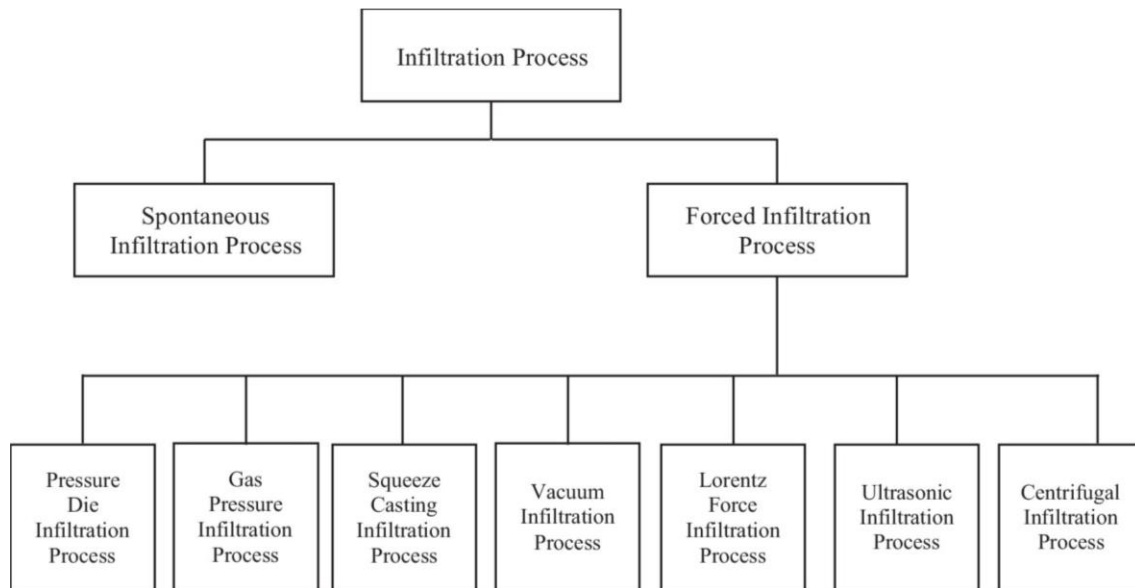 Infiltration Process
Spontaneous
Infiltration Process
Forced Infiltration
Process
Pressure
Die
Infiltration
Process
Gas
Pressure
Infiltration
Process
Squeeze
Casting
Infiltration
Process
Vacuum
Infiltration
Process
Lorentz
Force
Infiltration
Process
Ultrasonic
Infiltration
Process
Centrifugal
Infiltration
Process